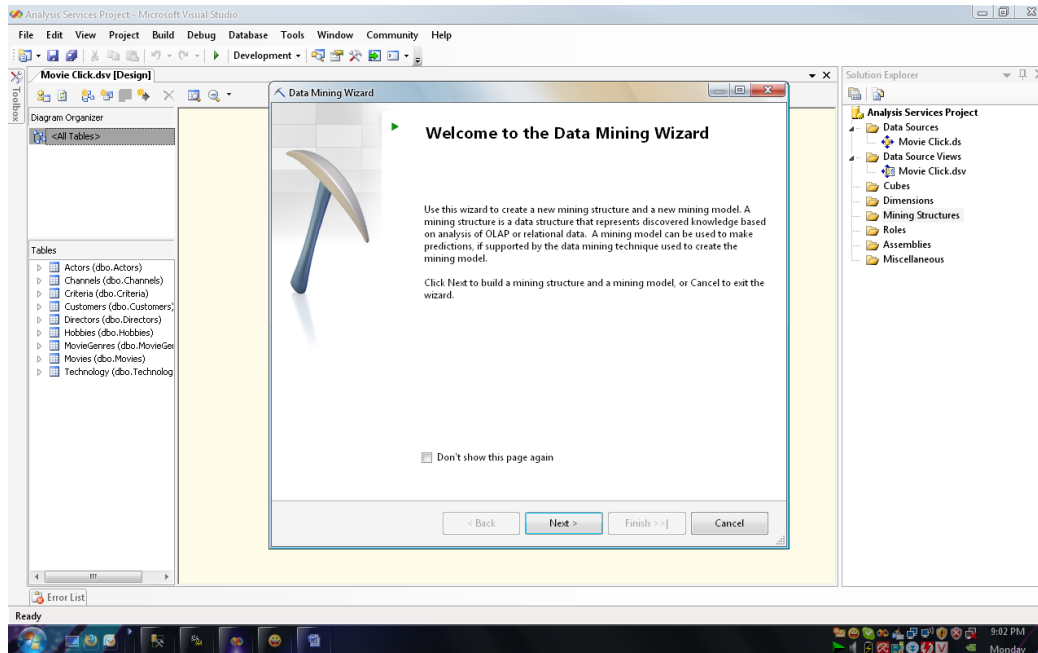 Analysis Services Project - Microsoft Visual Studio
File Edit View Project Build Debug Database Tools Window Community Help
Development
Toolbox
Movie Click.dsv [Design]
Diagram Organizer
<All Tables>
Tables
Actors (dbo.Actors)
Channels (dbo.Channels)
Criteria (dbo.Criteria)
Customers (dbo.Customers)
Directors (dbo.Directors)
Hobbies (dbo.Hobbies)
MovieGenres (dbo.MovieGe
Movies (dbo.Movies)
Technology (dbo.Technolog
Data Mining Wizard
Welcome to the Data Mining Wizard
Use this wizard to create a new mining structure and a new mining model. A
mining structure is a data structure that represents discovered knowledge based
on analysis of OLAP or relational data. A mining model can be used to make
predictions, if supported by the data mining technique used to create the
mining model.
Click Next to build a mining structure and a mining model, or Cancel to exit the
wizard.
Don't show this page again
< Back Next > Finish >>| Cancel
Solution Explorer
Analysis Services Project
Data Sources
Movie Click.ds
Data Source Views
Movie Click.dsv
Cubes
Dimensions
Mining Structures
Roles
Assemblies
Miscellaneous
Error List
Ready
9:02 PM
Monday